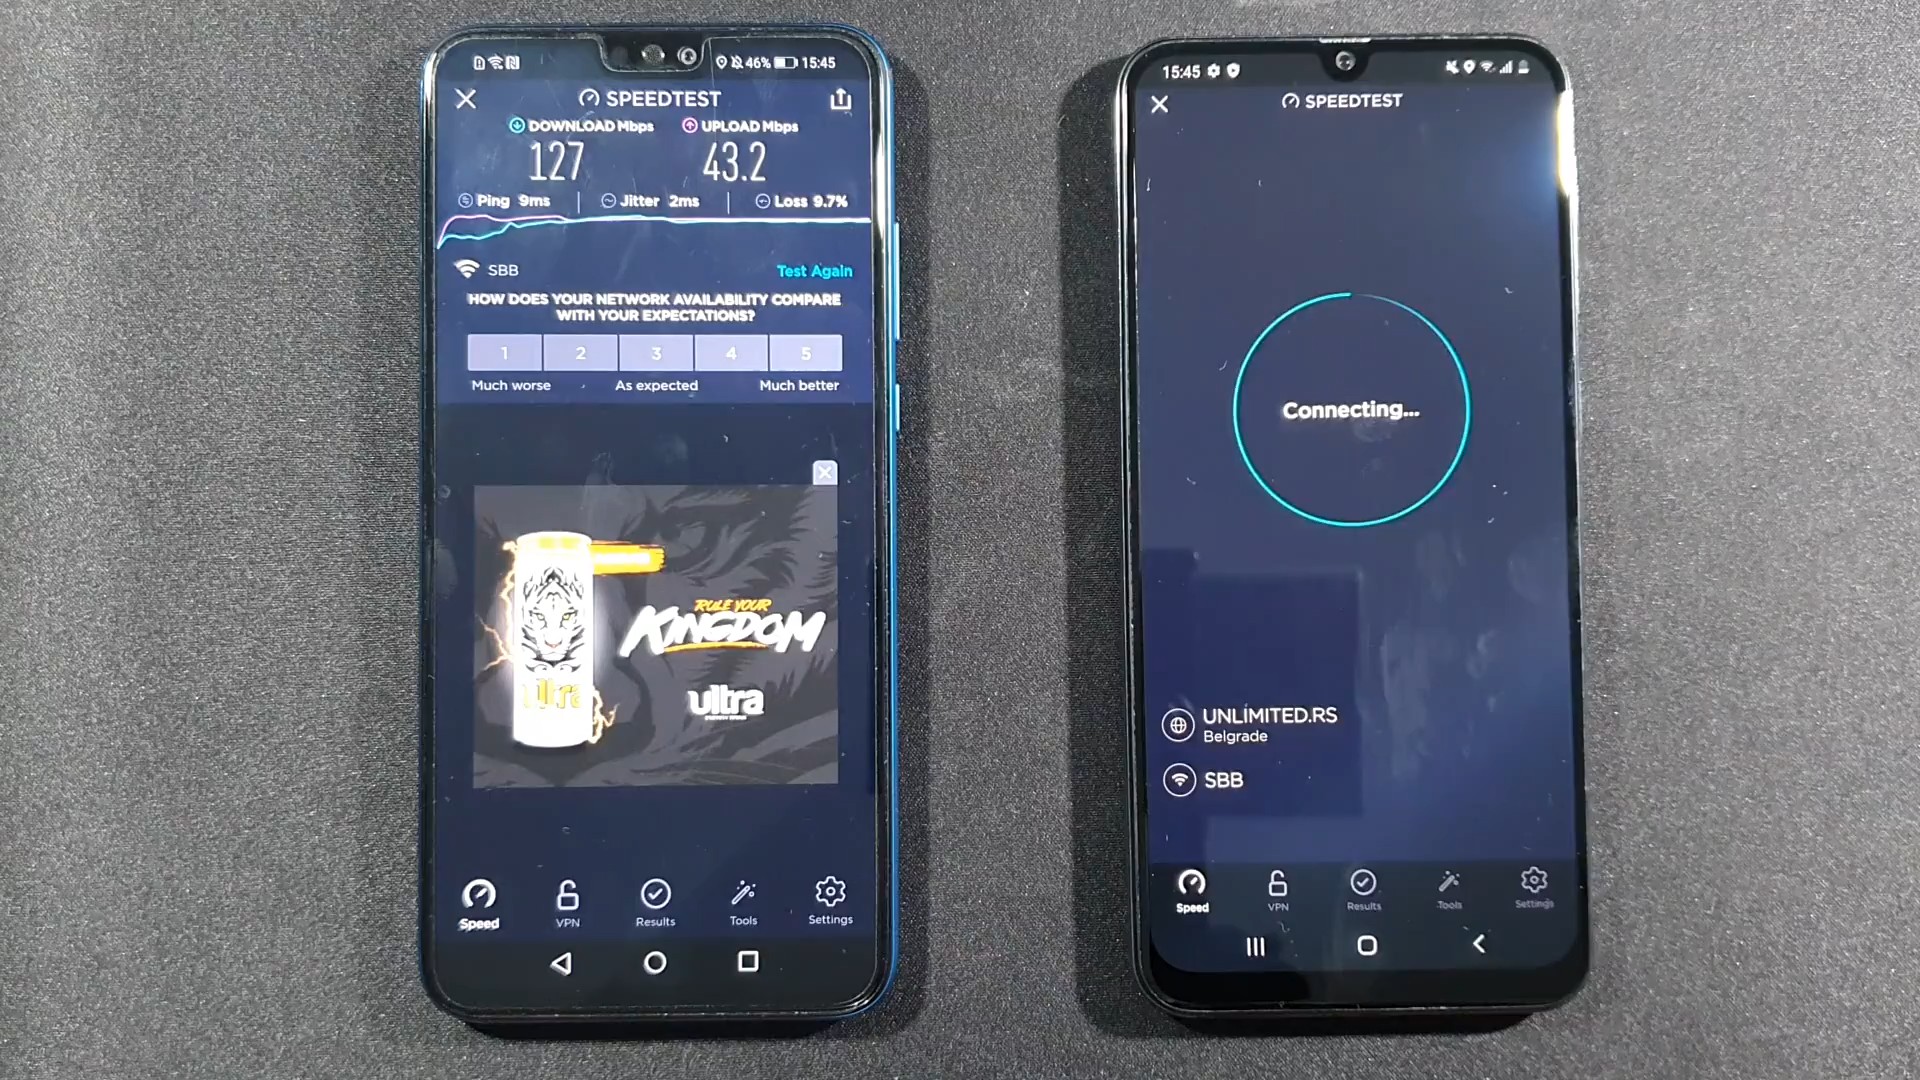 46% 15:45
SPEEDTEST
DOWNLOAD Mbps UPLOAD Mbps
127 43.2
Ping 9ms Jitter 2ms Loss 9.7%
SBB Test Again
HOW DOES YOUR NETWORK AVAILABILITY COMPARE
WITH YOUR EXPECTATIONS?
1 2 3 4 5
Much worse As expected Much better
RULE YOUR
KINGDOM
ultra
ultra
Speed VPN Results Tools Settings
15:45
SPEEDTEST
Connecting...
UNLIMITED.RS
Belgrade
SBB
Speed VPN Results Tools Settings